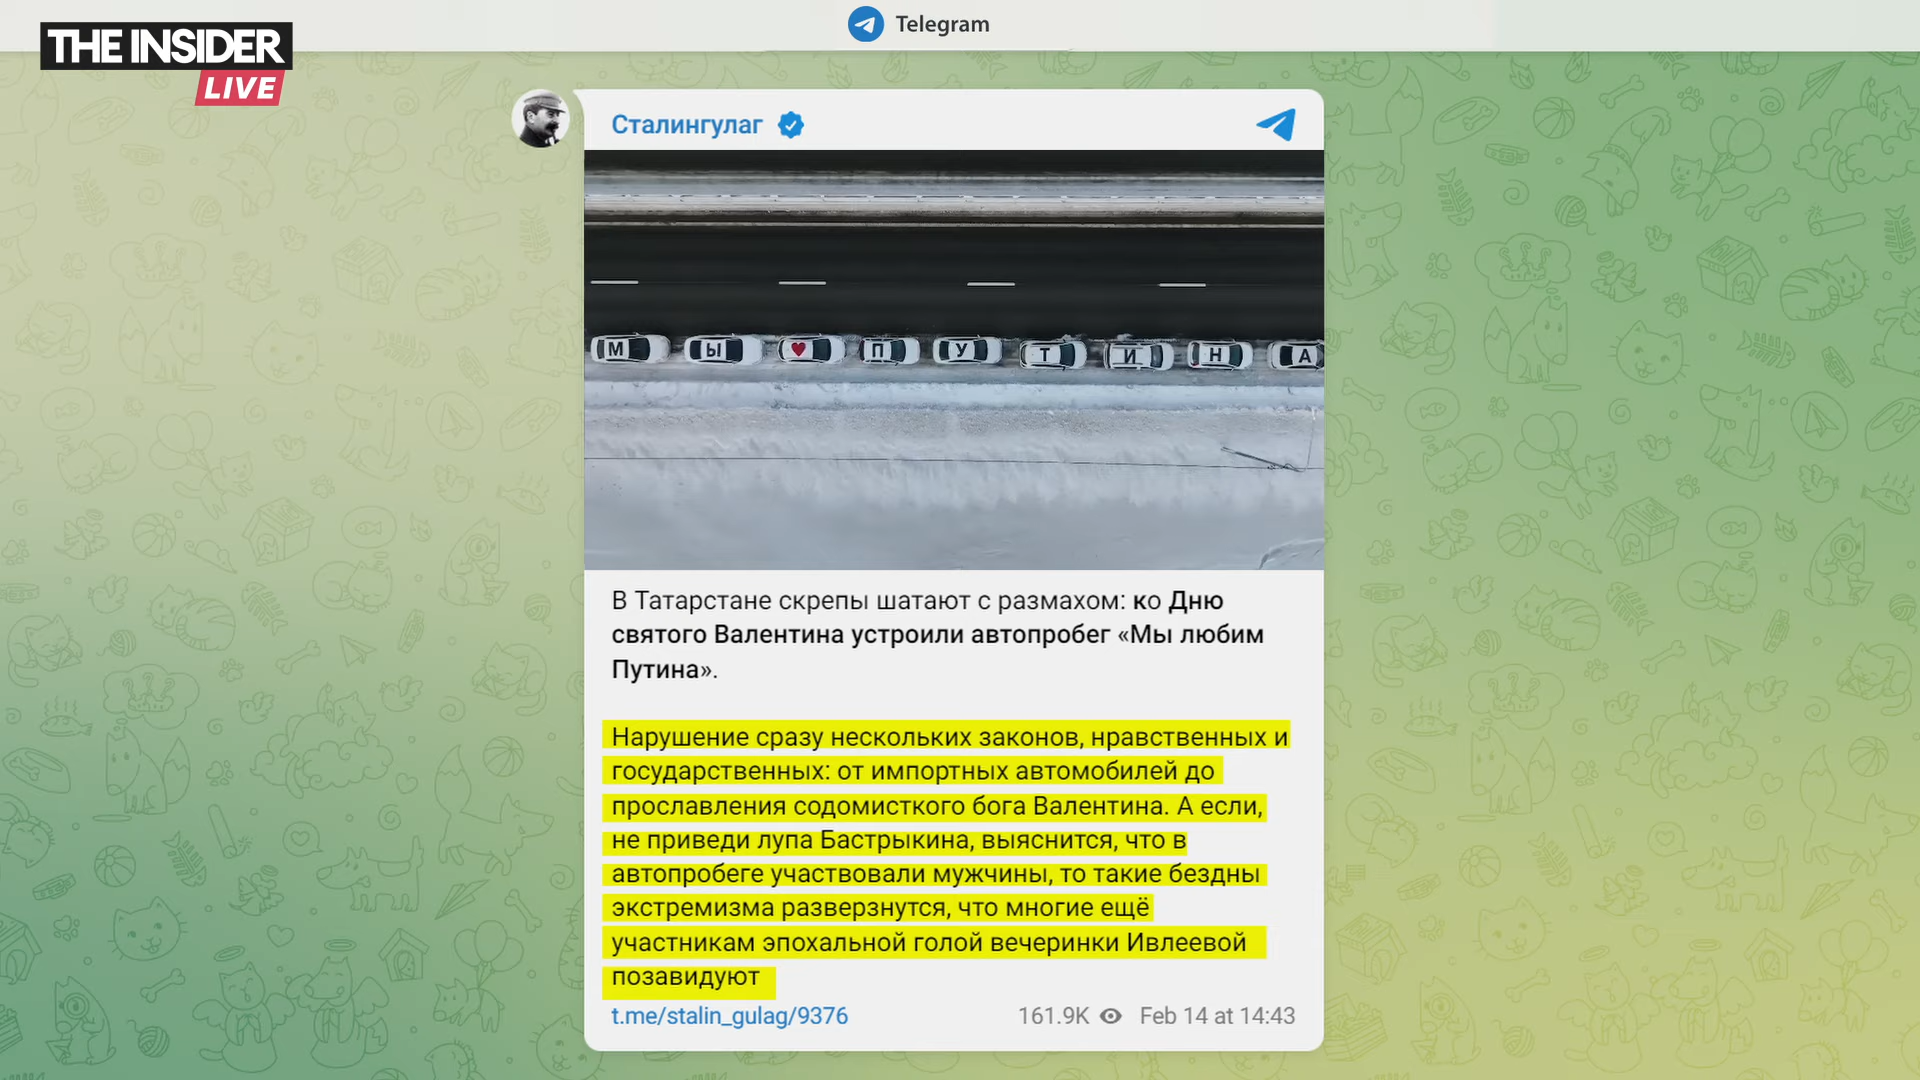 Telegram
THE INSIDER
LIVE
Сталингулаг
М Ы ♥ П У Т И Н А
В Татарстане скрепы шатают с размахом: ко Дню
святого Валентина устроили автопробег «Мы любим
Путина».
Нарушение сразу нескольких законов, нравственных и
государственных: от импортных автомобилей до
прославления содомисткого бога Валентина. А если,
не приведи лупа Бастрыкина, выяснится, что в
автопробеге участвовали мужчины, то такие бездны
экстремизма разверзнутся, что многие ещё
участникам эпохальной голой вечеринки Ивлеевой
позавидуют
t.me/stalin_gulag/9376 161.9K Feb 14 at 14:43